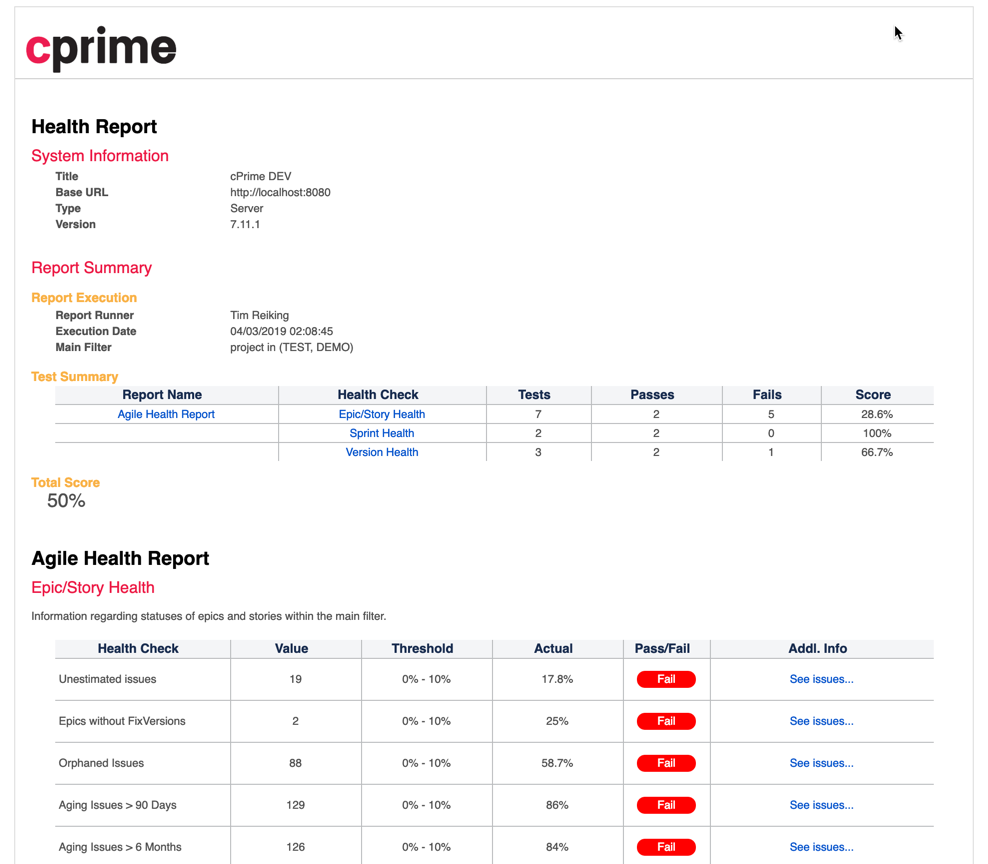 cprime
Health Report
System Information
Title cPrime DEV
Base URL http://localhost:8080
Type Server
Version 7.11.1
Report Summary
Report Execution
Report Runner Tim Reiking
Execution Date 04/03/2019 02:08:45
Main Filter project in (TEST, DEMO)
Test Summary
Report Name Health Check Tests Passes Fails Score
Agile Health Report Epic/Story Health 7 2 5 28.6%
Sprint Health 2 2 0 100%
Version Health 3 2 1 66.7%
Total Score
50%
Agile Health Report
Epic/Story Health
Information regarding statuses of epics and stories within the main filter.
Health Check Value Threshold Actual Pass/Fail Addl. Info
Unestimated issues 19 0% - 10% 17.8% Fail See issues...
Epics without FixVersions 2 0% - 10% 25% Fail See issues...
Orphaned Issues 88 0% - 10% 58.7% Fail See issues...
Aging Issues > 90 Days 129 0% - 10% 86% Fail See issues...
Aging Issues > 6 Months 126 0% - 10% 84% Fail See issues...